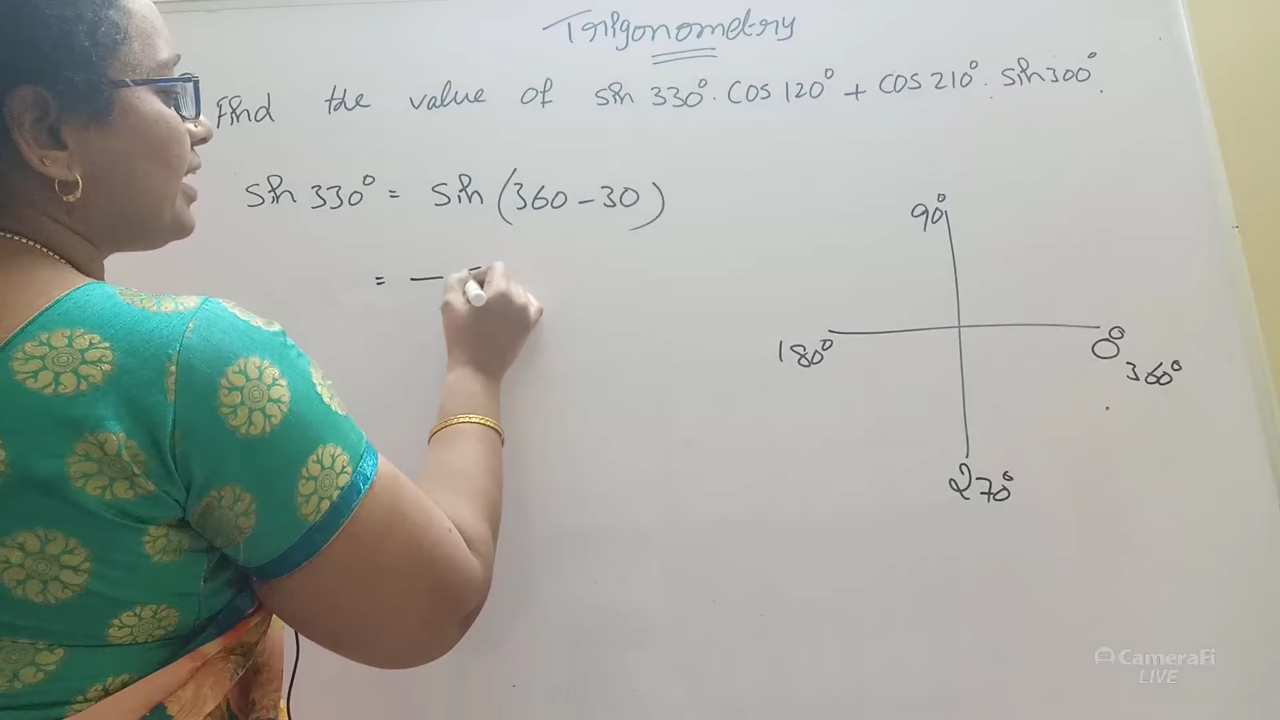 Trigonometry
Find the value of sin 330°. cos 120° + cos 210°. sin 300°.
sin 330° = sin (360 - 30)
= —
90°
180°
0°
360°
270°
CameraFi
LIVE